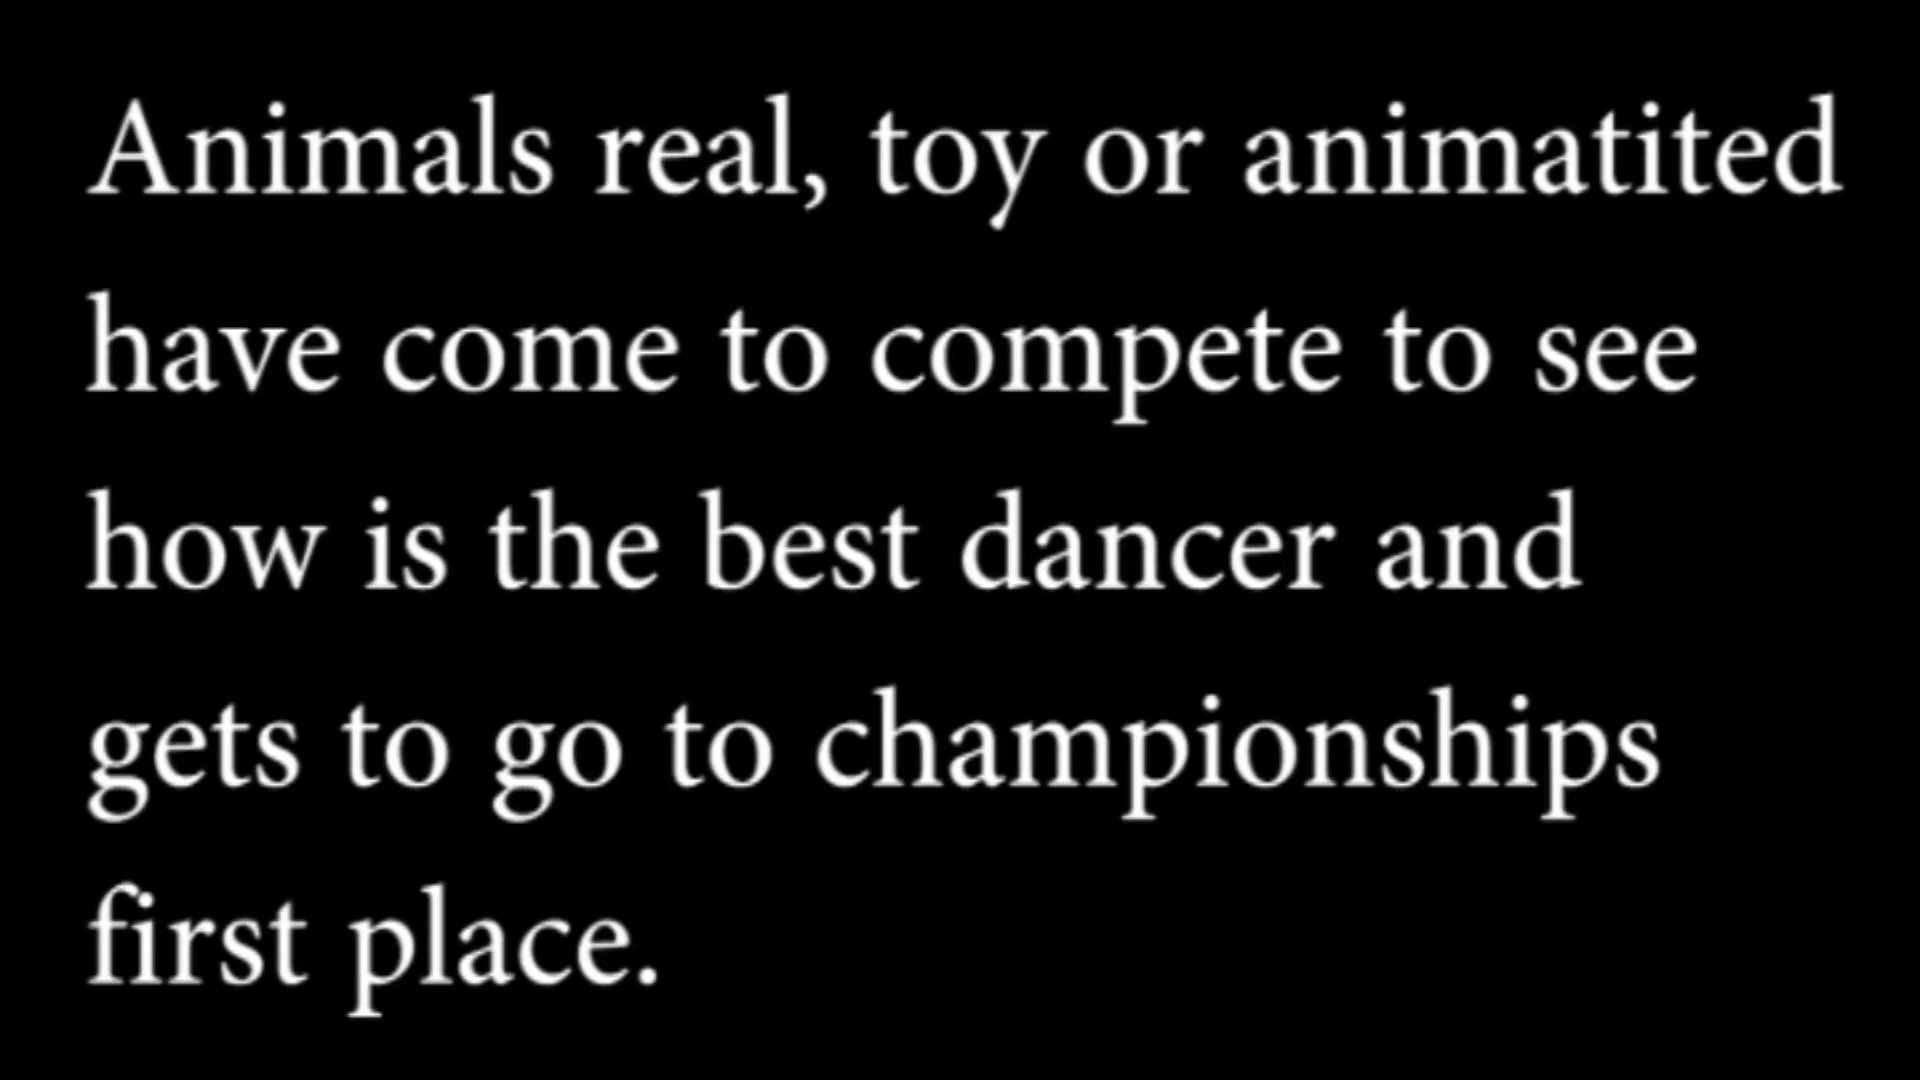 Animals real, toy or animatited
have come to compete to see
how is the best dancer and
gets to go to championships
first place.